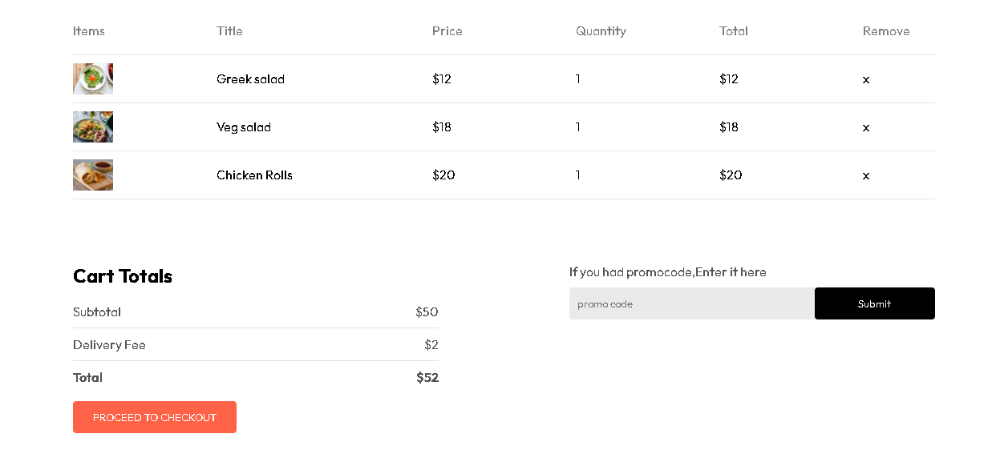 Items Title Price Quantity Total Remove
Greek salad $12 1 $12 x
Veg salad $18 1 $18 x
Chicken Rolls $20 1 $20 x
Cart Totals
Subtotal $50
Delivery Fee $2
Total $52
PROCEED TO CHECKOUT
If you had promocode,Enter it here
promo code Submit